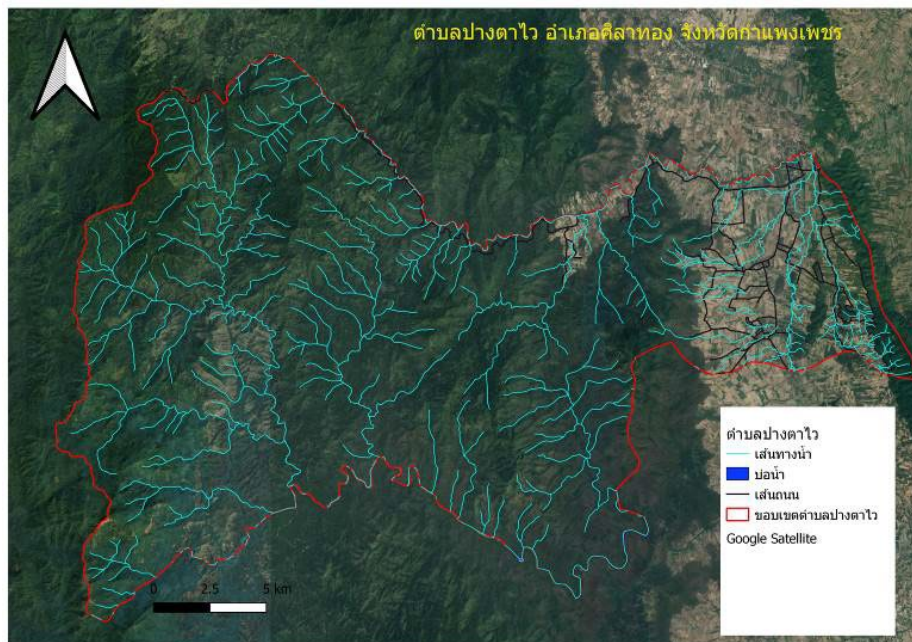 ตำบลปางตาไว อำเภอคิลาทอง จังหวัดกำแพงเพชร
0 2.5 5 km
ตำบลปางตาไว
เส้นทางน้ำ
บ่อน้ำ
เส้นถนน
ขอบเขตตำบลปางตาไว
Google Satellite